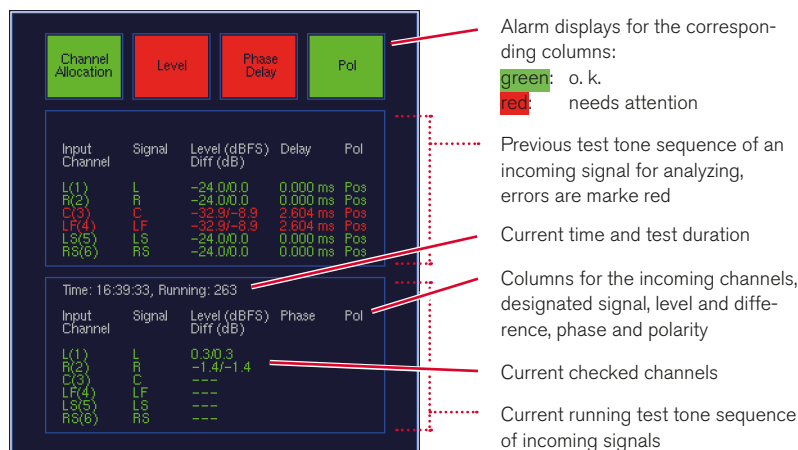 Channel
Allocation
Level
Phase
Delay
Pol
Input
Channel
Signal
Level (dBFS)
Diff (dB)
Delay
Pol
L(1) L -24.0/0.0 0.000 ms Pos
R(2) R -24.0/0.0 0.000 ms Pos
C(3) C -32.9/-8.9 2.604 ms Pos
LF(4) LF -32.9/-8.9 2.604 ms Pos
LS(5) LS -24.0/0.0 0.000 ms Pos
RS(6) RS -24.0/0.0 0.000 ms Pos
Time: 16:39:33, Running: 263
Input
Channel
Signal
Level (dBFS)
Diff (dB)
Phase
Pol
L(1) L 0.3/0.3
R(2) R -1.4/-1.4
C(3) C ---
LF(4) LF ---
LS(5) LS ---
RS(6) RS ---
Alarm displays for the correspon-
ding columns:
green: o. k.
red: needs attention
Previous test tone sequence of an
incoming signal for analyzing,
errors are marke red
Current time and test duration
Columns for the incoming channels,
designated signal, level and diffe-
rence, phase and polarity
Current checked channels
Current running test tone sequence
of incoming signals